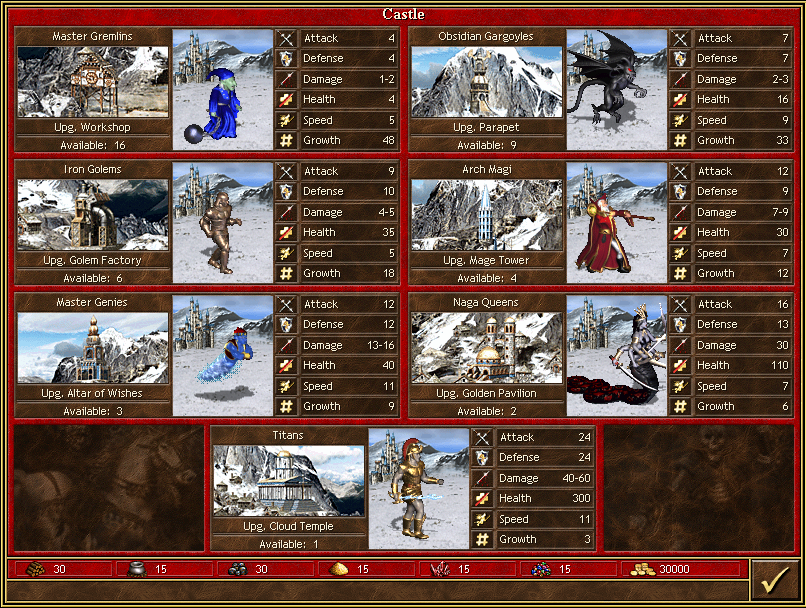 Castle
Master Gremlins
Upg. Workshop
Available: 16
Attack 4
Defense 4
Damage 1-2
Health 4
Speed 5
Growth 48
Obsidian Gargoyles
Upg. Parapet
Available: 9
Attack 7
Defense 7
Damage 2-3
Health 16
Speed 9
Growth 33
Iron Golems
Upg. Golem Factory
Available: 6
Attack 9
Defense 10
Damage 4-5
Health 35
Speed 5
Growth 18
Arch Magi
Upg. Mage Tower
Available: 4
Attack 12
Defense 9
Damage 7-9
Health 30
Speed 7
Growth 12
Master Genies
Upg. Altar of Wishes
Available: 3
Attack 12
Defense 12
Damage 13-16
Health 40
Speed 11
Growth 9
Naga Queens
Upg. Golden Pavilion
Available: 2
Attack 16
Defense 13
Damage 30
Health 110
Speed 7
Growth 6
Titans
Upg. Cloud Temple
Available: 1
Attack 24
Defense 24
Damage 40-60
Health 300
Speed 11
Growth 3
30 15 30 15 15 15 30000